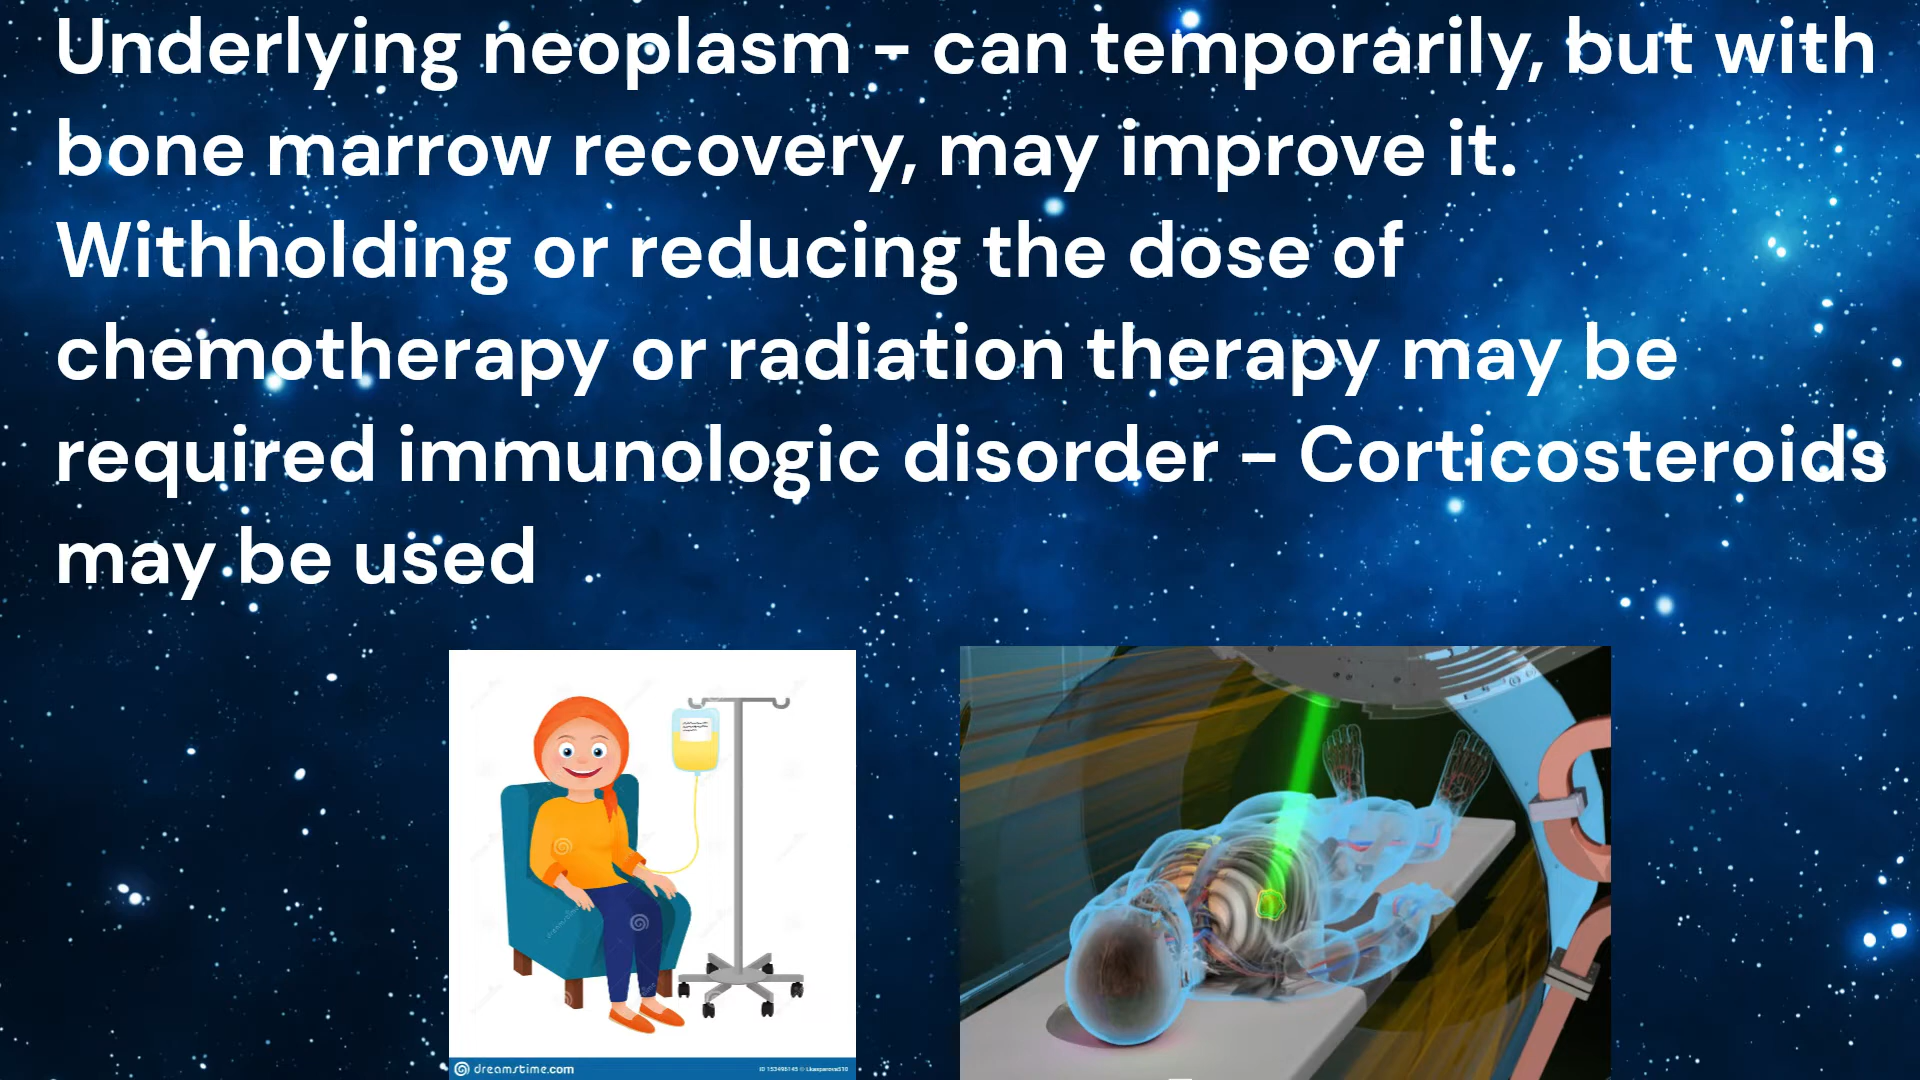 Underlying neoplasm - can temporarily, but with
bone marrow recovery, may improve it.
Withholding or reducing the dose of
chemotherapy or radiation therapy may be
required immunologic disorder - Corticosteroids
may be used
dreamstime.com